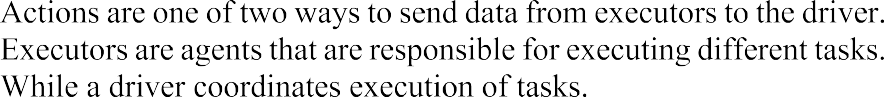 Actions are one of two ways to send data from executors to the driver.
Executors are agents that are responsible for executing different tasks.
While a driver coordinates execution of tasks.